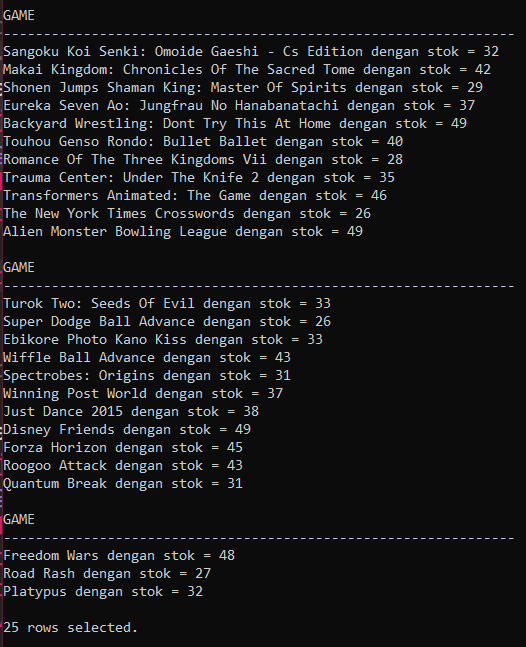 GAME
----------------------------------------------------------------
Sangoku Koi Senki: Omoide Gaeshi - Cs Edition dengan stok = 32
Makai Kingdom: Chronicles Of The Sacred Tome dengan stok = 42
Shonen Jumps Shaman King: Master Of Spirits dengan stok = 29
Eureka Seven Ao: Jungfrau No Hanabanatachi dengan stok = 37
Backyard Wrestling: Dont Try This At Home dengan stok = 49
Touhou Genso Rondo: Bullet Ballet dengan stok = 40
Romance Of The Three Kingdoms Vii dengan stok = 28
Trauma Center: Under The Knife 2 dengan stok = 35
Transformers Animated: The Game dengan stok = 46
The New York Times Crosswords dengan stok = 26
Alien Monster Bowling League dengan stok = 49
GAME
----------------------------------------------------------------
Turok Two: Seeds Of Evil dengan stok = 33
Super Dodge Ball Advance dengan stok = 26
Ebikore Photo Kano Kiss dengan stok = 33
Wiffle Ball Advance dengan stok = 43
Spectrobes: Origins dengan stok = 31
Winning Post World dengan stok = 37
Just Dance 2015 dengan stok = 38
Disney Friends dengan stok = 49
Forza Horizon dengan stok = 45
Roogoo Attack dengan stok = 43
Quantum Break dengan stok = 31
GAME
----------------------------------------------------------------
Freedom Wars dengan stok = 48
Road Rash dengan stok = 27
Platypus dengan stok = 32
25 rows selected.